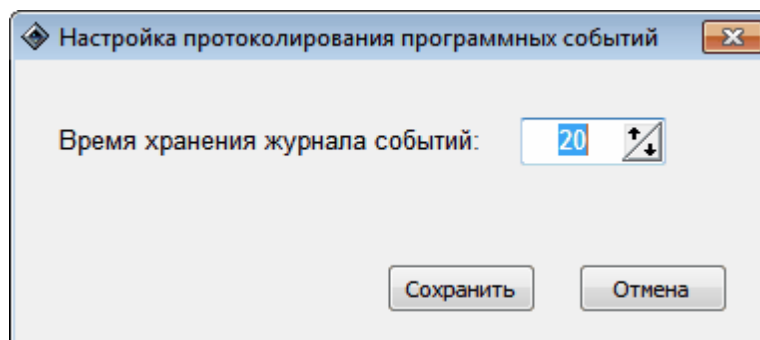 Настройка протоколирования программных событий
Время хранения журнала событий: 20
Сохранить Отмена